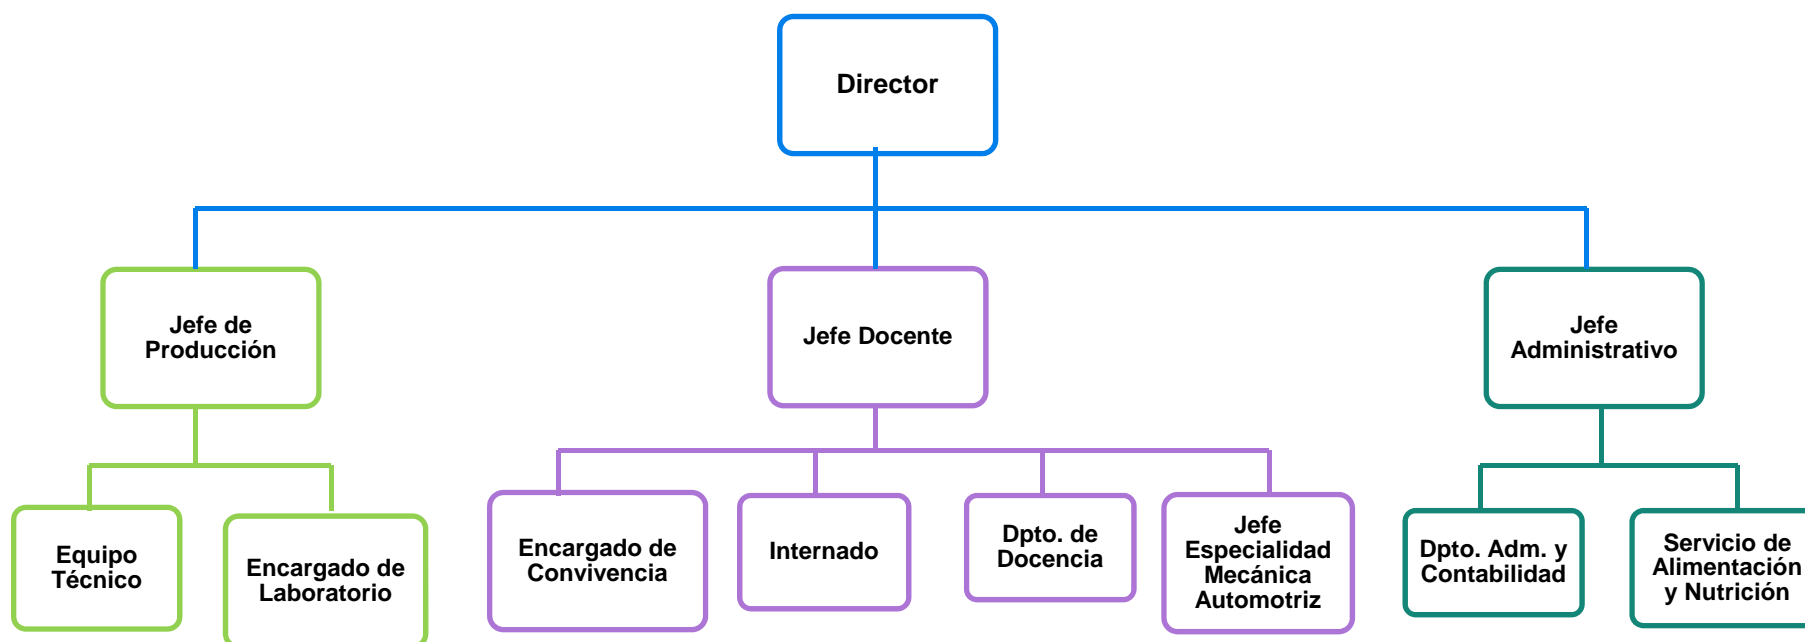 Director
Jefe de
Producción
Jefe Docente
Jefe
Administrativo
Equipo
Técnico
Encargado de
Laboratorio
Encargado de
Convivencia
Internado
Dpto. de
Docencia
Jefe
Especialidad
Mecánica
Automotriz
Dpto. Adm. y
Contabilidad
Servicio de
Alimentación
y Nutrición